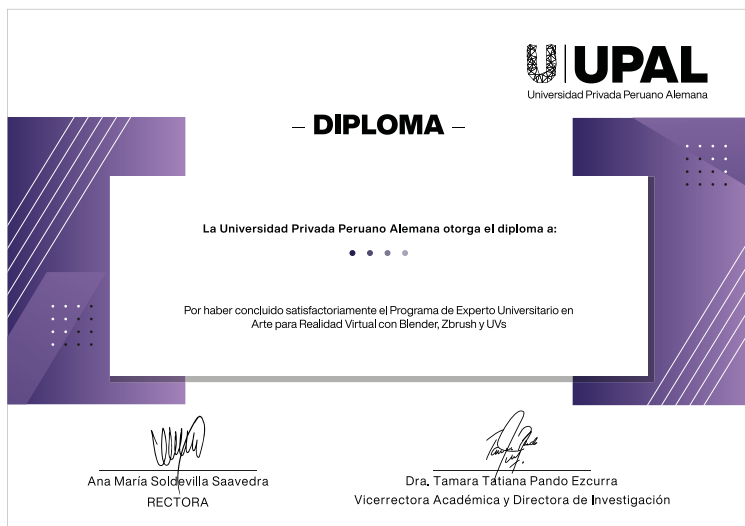 UPAL
Universidad Privada Peruano Alemana
– DIPLOMA –
La Universidad Privada Peruano Alemana otorga el diploma a:
Por haber concluido satisfactoriamente el Programa de Experto Universitario en
Arte para Realidad Virtual con Blender, Zbrush y UVs
Ana María Soldevilla Saavedra
RECTORA
Dra. Tamara Tatiana Pando Ezcurra
Vicerrectora Académica y Directora de Investigación